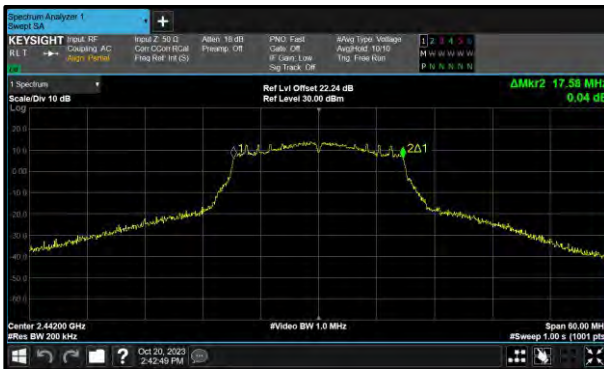 Spectrum Analyzer 1
Swept SA
KEYSIGHT
RLT
Input: RF
Coupling: AC
Align: Partial
Input Z: 50 Ω
Corr CCorr RCal
Freq Ref: Int (S)
Atten: 18 dB
Preamp: Off
PNO: Fast
Gate: Off
IF Gain: Low
Sig Track: Off
#Avg Type: Voltage
Avg|Hold: 10/10
Trig: Free Run
1 2 3 4 5 6
M W W W W W
P N N N N N
1 Spectrum
Scale/Div 10 dB
Ref Lvl Offset 22.24 dB
Ref Level 30.00 dBm
ΔMkr2 17.58 MHz
0.04 dB
Log
20.0
10.0
0.00
-10.0
-20.0
-30.0
-40.0
-50.0
-60.0
1
2Δ1
Center 2.44200 GHz
#Res BW 200 kHz
#Video BW 1.0 MHz
Span 60.00 MHz
#Sweep 1.00 s (1001 pts)
?
Oct 20, 2023
2:42:49 PM